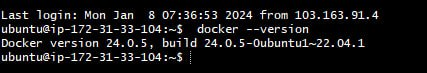 Last login: Mon Jan  8 07:36:53 2024 from 103.163.91.4
ubuntu@ip-172-31-33-104:~$  docker --version
Docker version 24.0.5, build 24.0.5-0ubuntu1~22.04.1
ubuntu@ip-172-31-33-104:~$